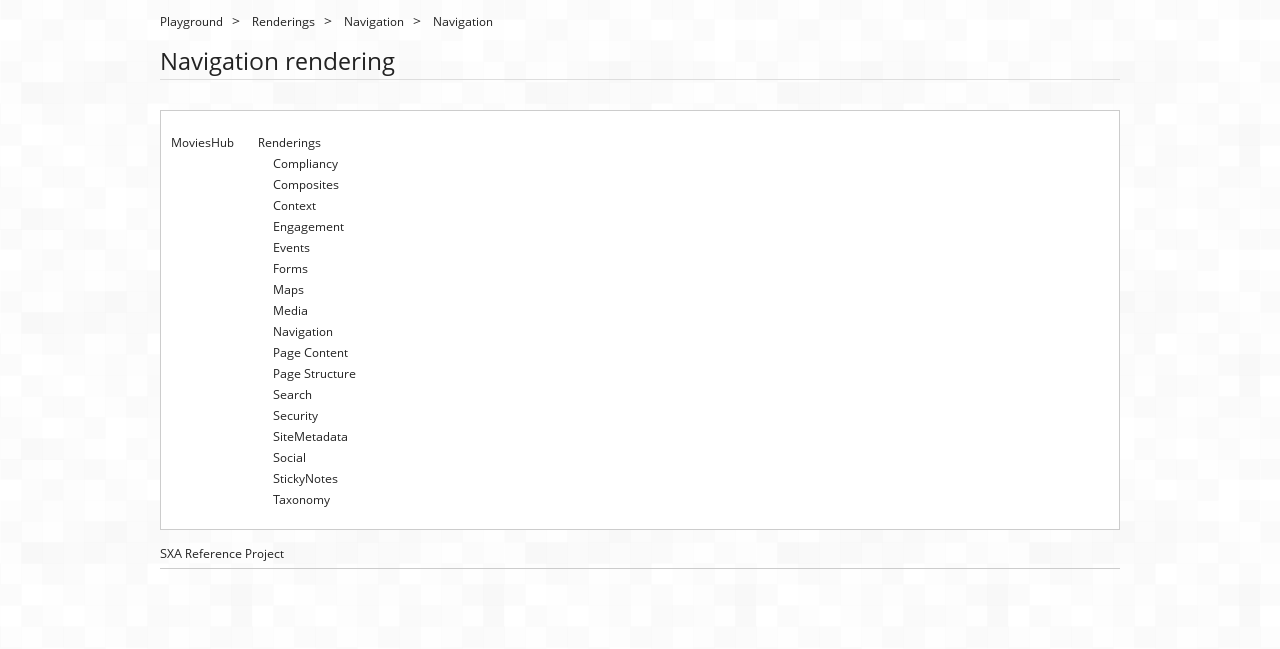 Playground > Renderings > Navigation > Navigation
Navigation rendering
MoviesHub Renderings
Compliancy
Composites
Context
Engagement
Events
Forms
Maps
Media
Navigation
Page Content
Page Structure
Search
Security
SiteMetadata
Social
StickyNotes
Taxonomy
SXA Reference Project